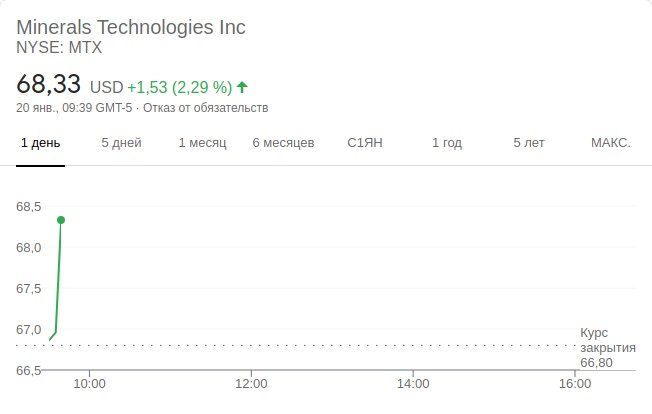 Minerals Technologies Inc
NYSE: MTX
68,33 USD +1,53 (2,29 %)
20 янв., 09:39 GMT-5 · Отказ от обязательств
1 день 5 дней 1 месяц 6 месяцев С1ЯН 1 год 5 лет МАКС.
68,5
68,0
67,5
67,0
66,5
Курс
закрытия
66,80
10:00 12:00 14:00 16:00